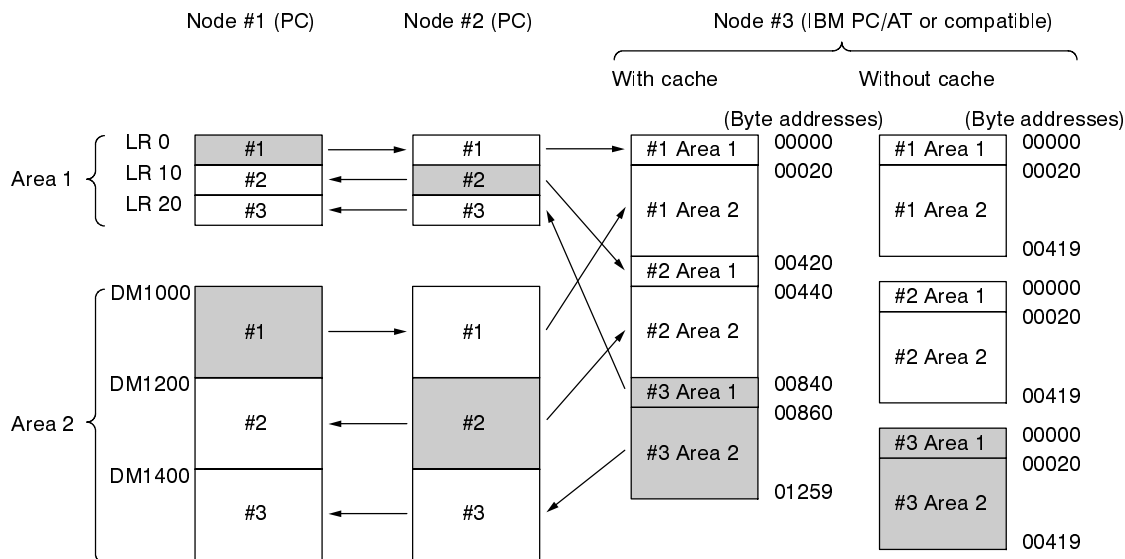 Node #1 (PC)
Node #2 (PC)
Node #3 (IBM PC/AT or compatible)
With cache
Without cache
(Byte addresses)
(Byte addresses)
Area 1
LR 0
LR 10
LR 20
#1
#2
#3
#1
#2
#3
Area 2
DM1000
DM1200
DM1400
#1
#2
#3
#1
#2
#3
#1 Area 1
#1 Area 2
#2 Area 1
#2 Area 2
#3 Area 1
#3 Area 2
00000
00020
00420
00440
00840
00860
01259
#1 Area 1
#1 Area 2
00000
00020
00419
#2 Area 1
#2 Area 2
00000
00020
00419
#3 Area 1
#3 Area 2
00000
00020
00419